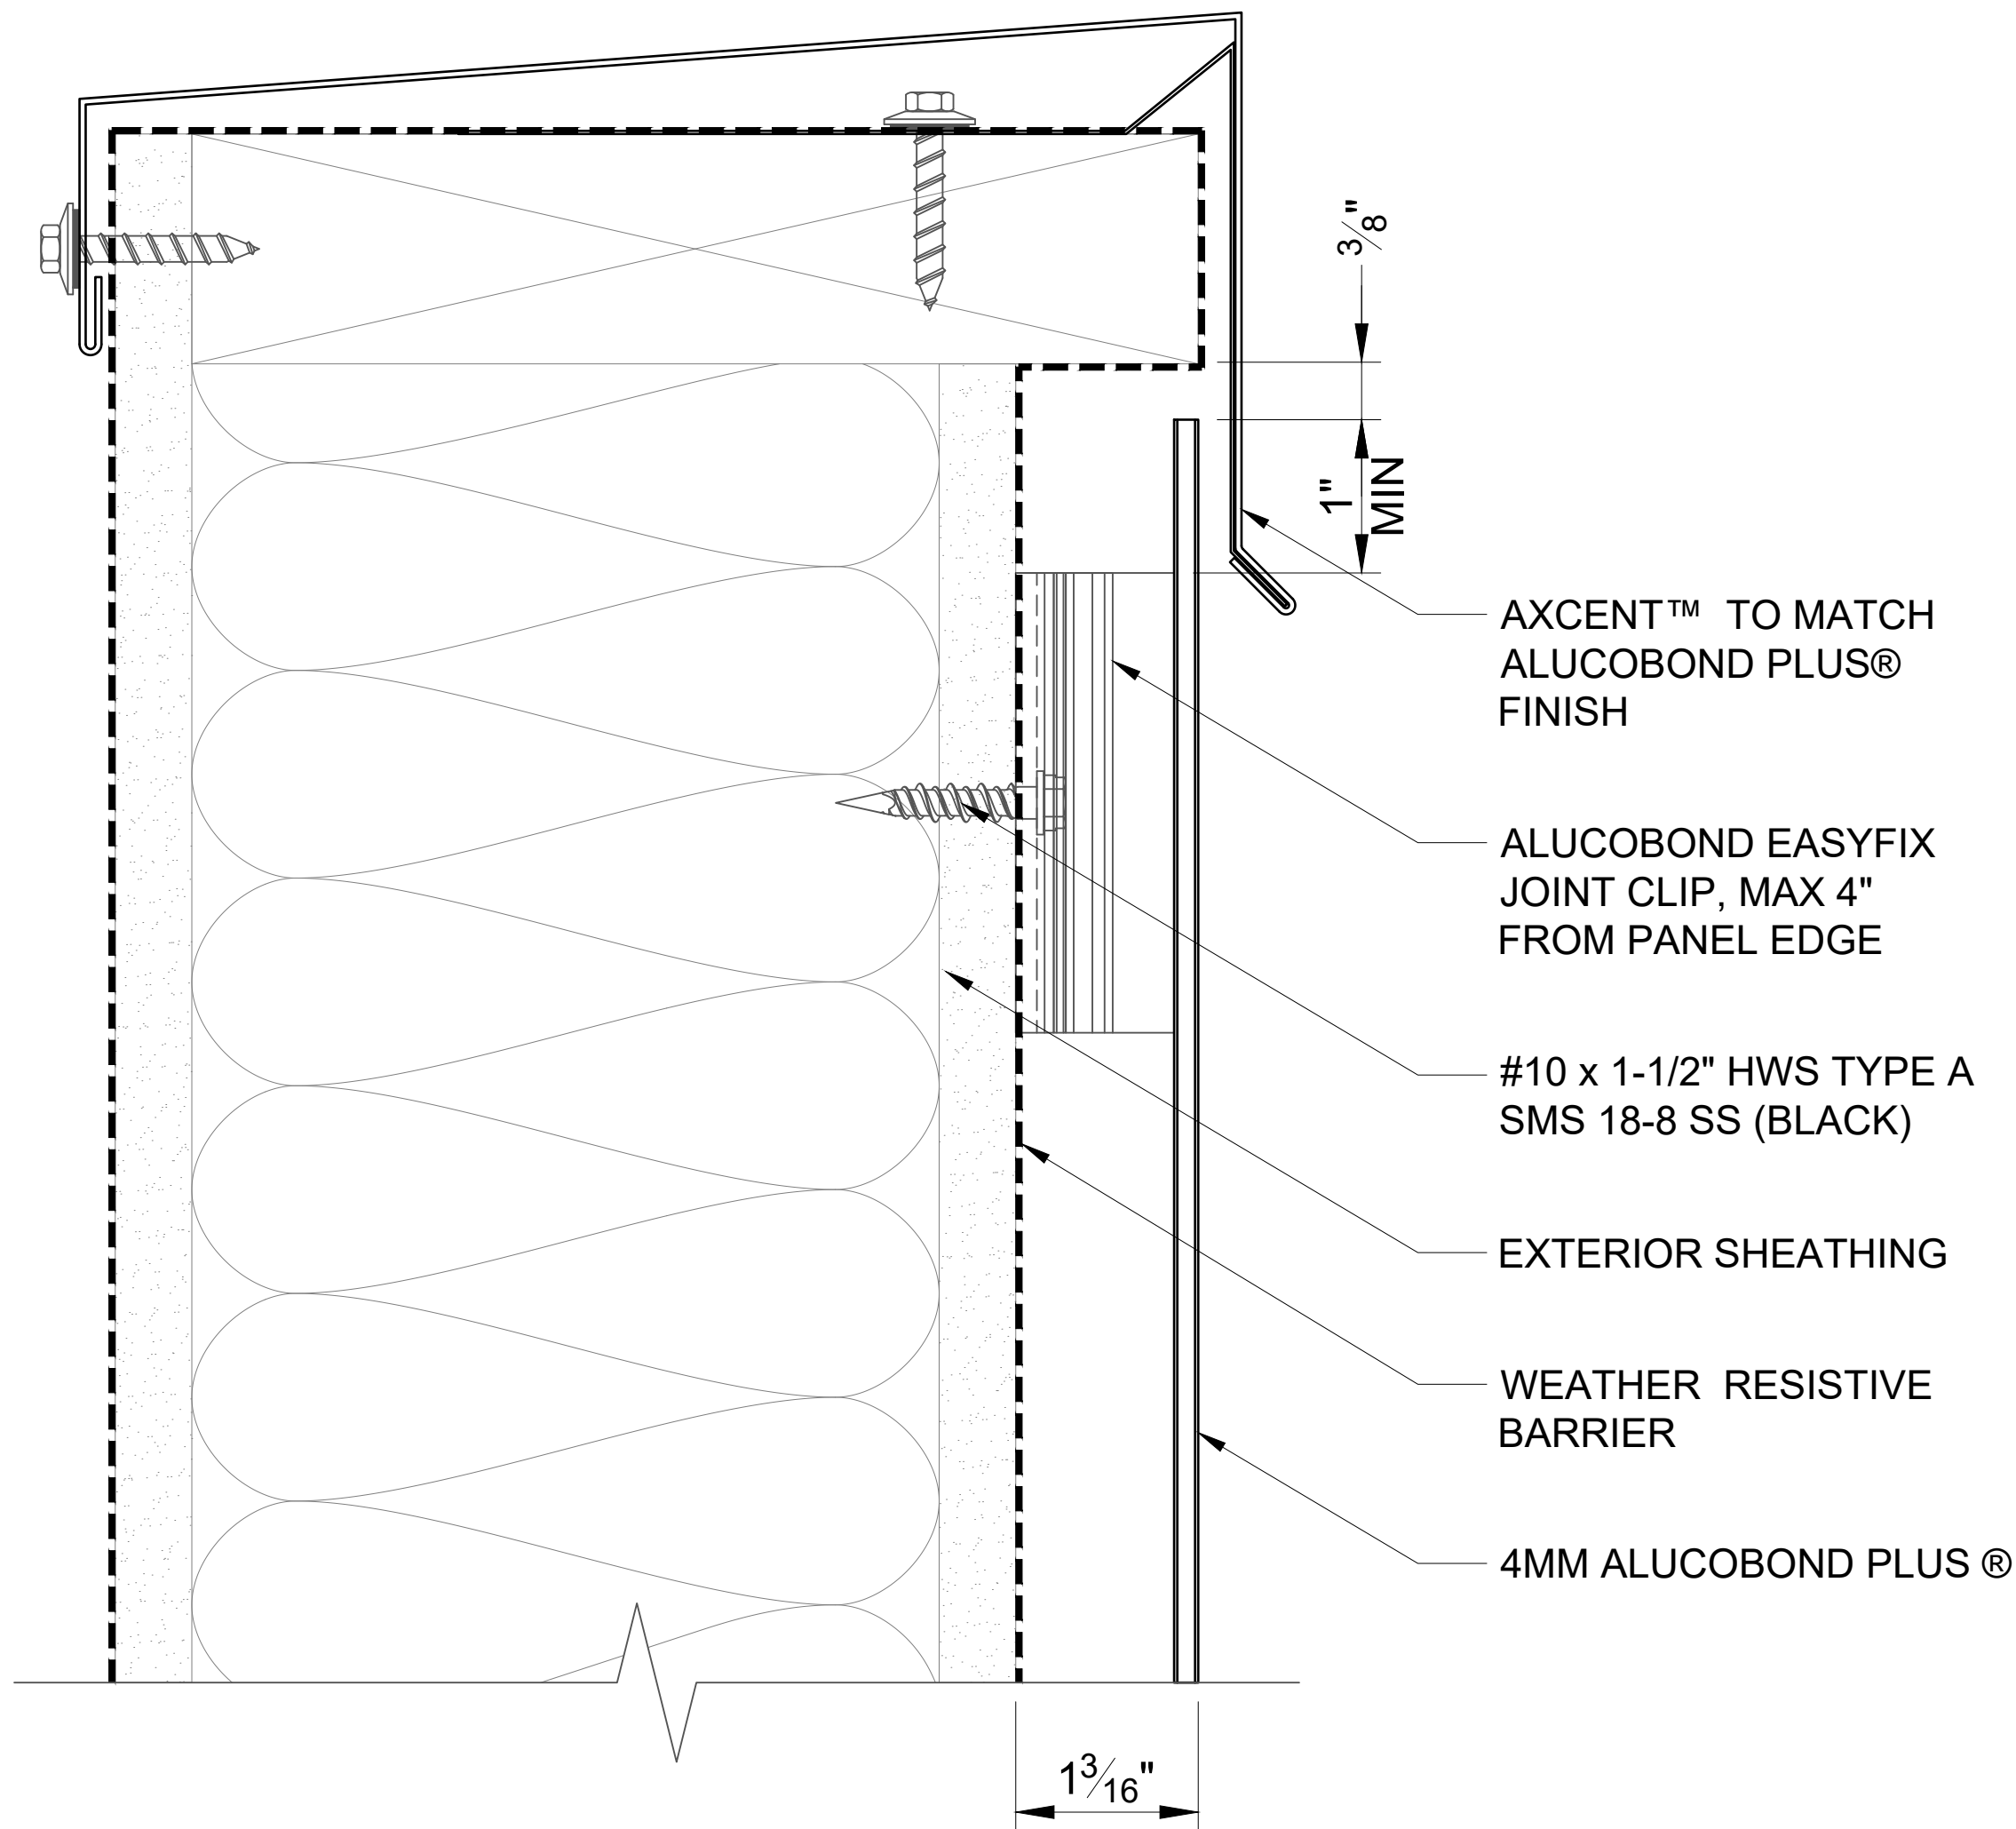 3/8"
1"
MIN
AXCENT™ TO MATCH
ALUCOBOND PLUS®
FINISH
ALUCOBOND EASYFIX
JOINT CLIP, MAX 4"
FROM PANEL EDGE
#10 x 1-1/2" HWS TYPE A
SMS 18-8 SS (BLACK)
EXTERIOR SHEATHING
WEATHER RESISTIVE
BARRIER
4MM ALUCOBOND PLUS ®
1 3/16"